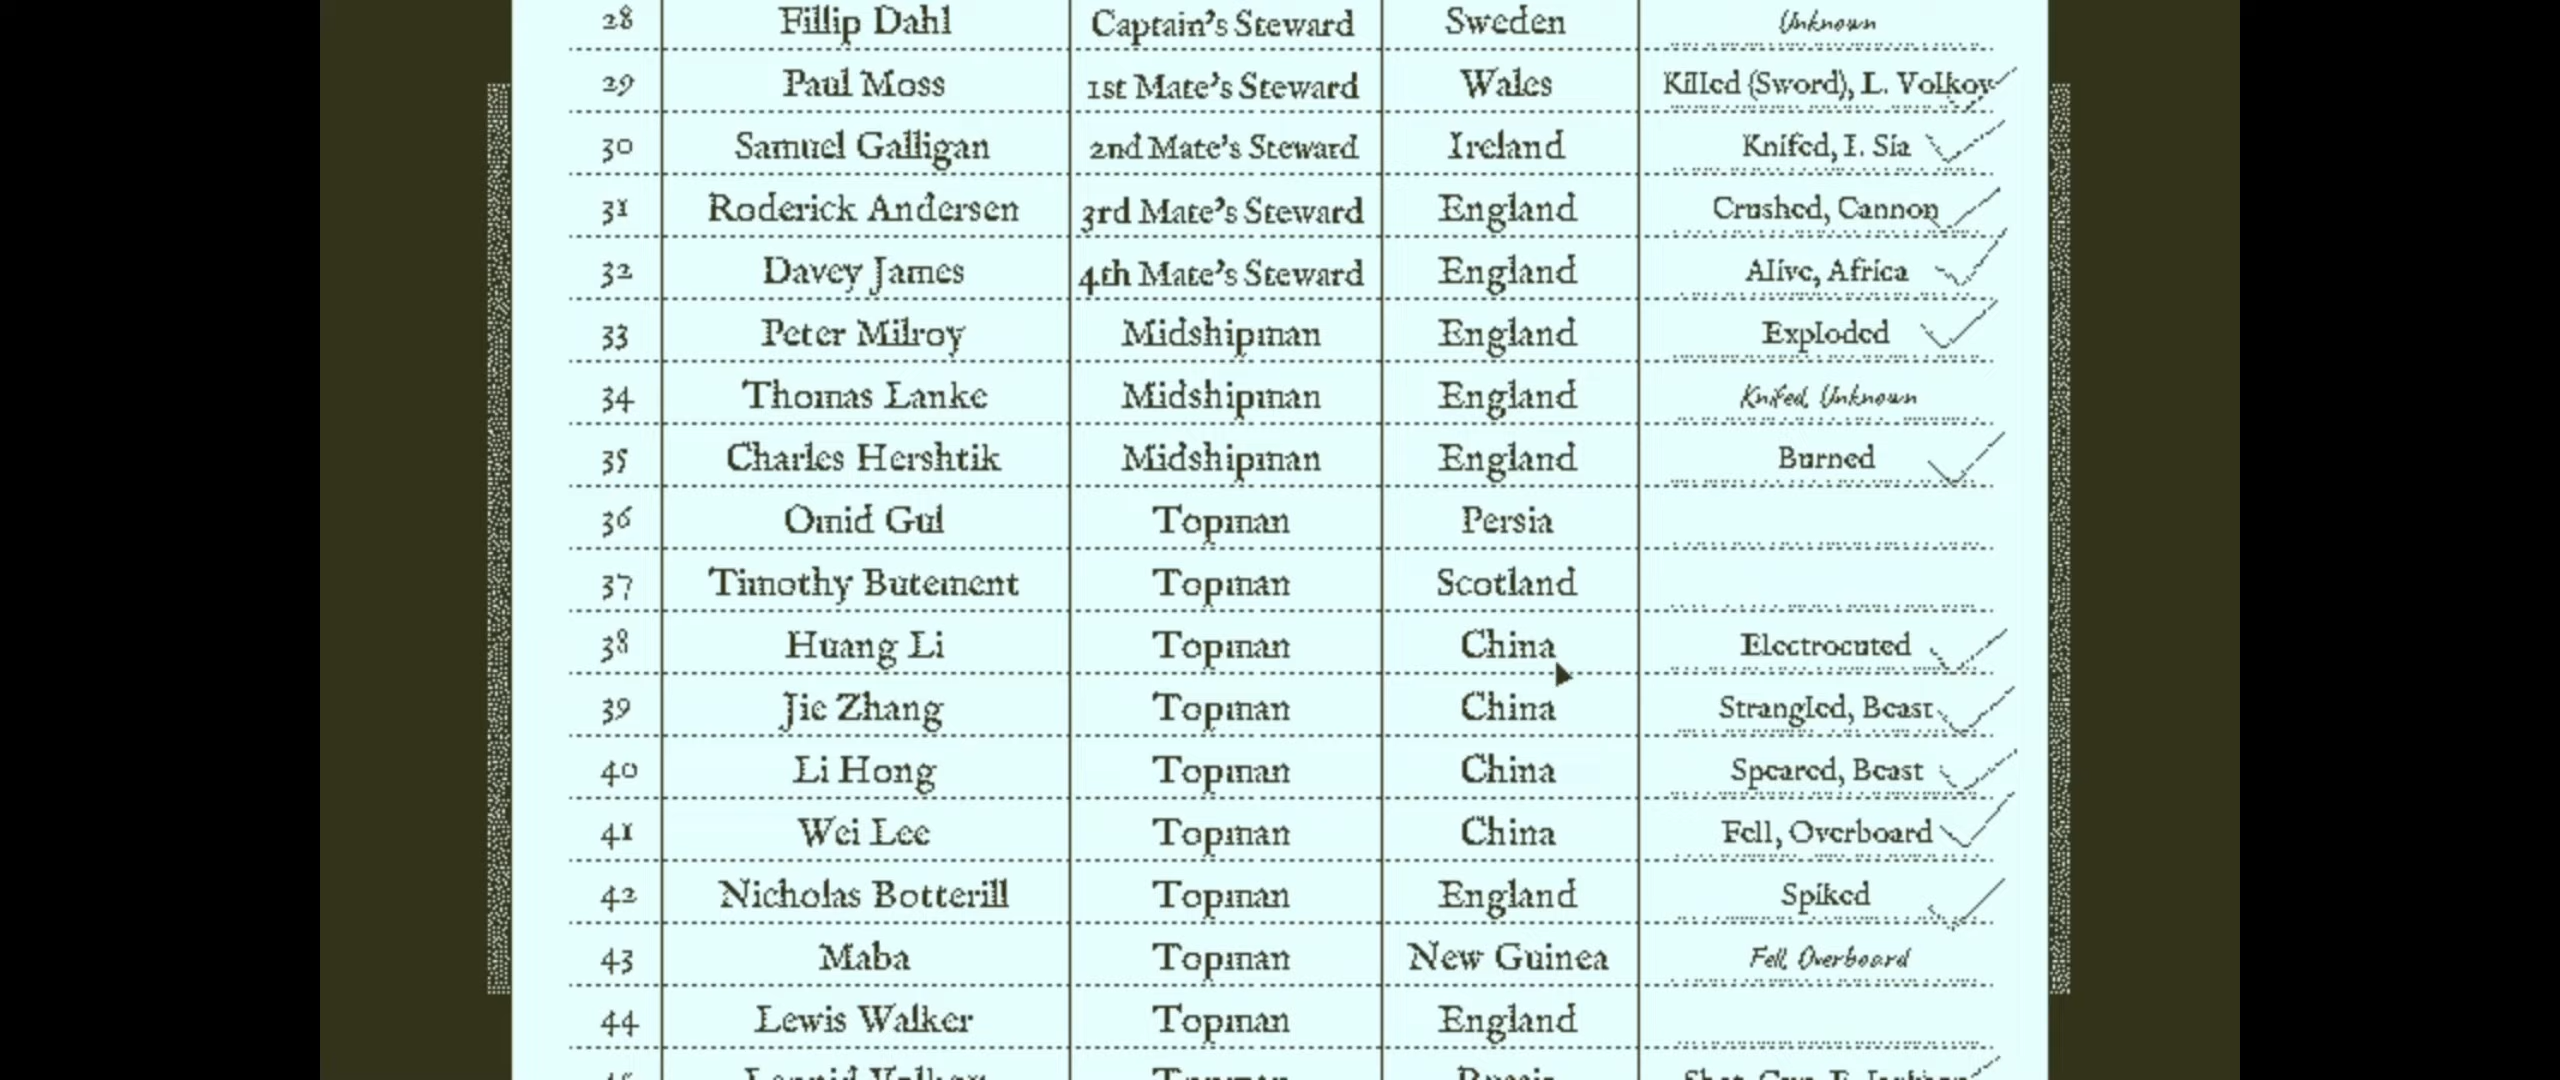 28 Fillip Dahl Captain's Steward Sweden Unknown
29 Paul Moss 1st Mate's Steward Wales Killed (Sword), L. Volkov
30 Samuel Galligan 2nd Mate's Steward Ireland Knifed, I. Sia
31 Roderick Andersen 3rd Mate's Steward England Crushed, Cannon
32 Davey James 4th Mate's Steward England Alive, Africa
33 Peter Milroy Midshipman England Exploded
34 Thomas Lanke Midshipman England Knifed, Unknown
35 Charles Hershtik Midshipman England Burned
36 Omid Gul Topman Persia
37 Timothy Butement Topman Scotland
38 Huang Li Topman China Electrocuted
39 Jie Zhang Topman China Strangled, Beast
40 Li Hong Topman China Speared, Beast
41 Wei Lee Topman China Fell, Overboard
42 Nicholas Botterill Topman England Spiked
43 Maba Topman New Guinea Fell, Overboard
44 Lewis Walker Topman England